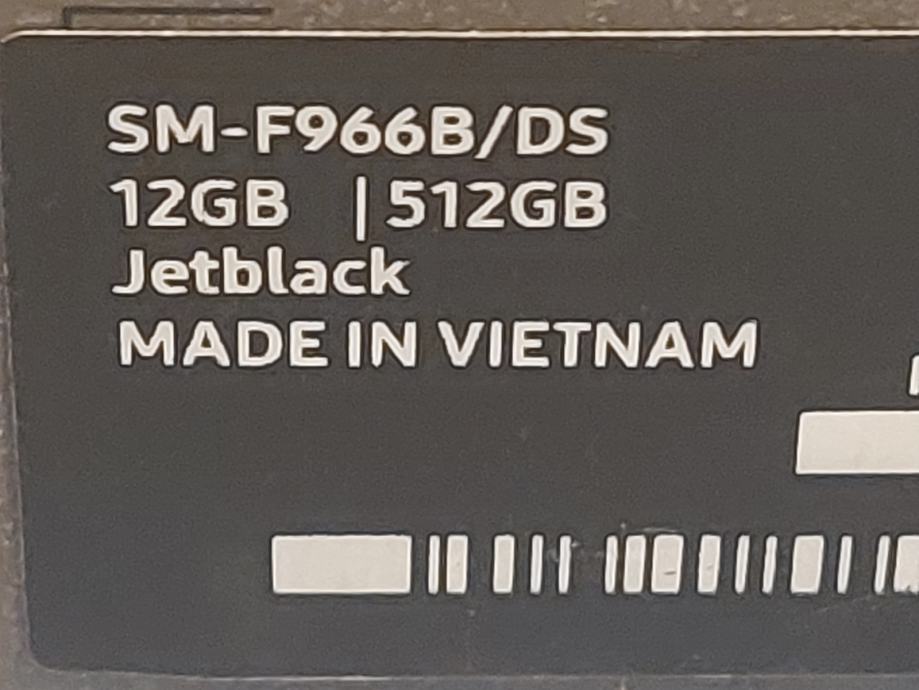 SM-F966B/DS
12GB | 512GB
Jetblack
MADE IN VIETNAM